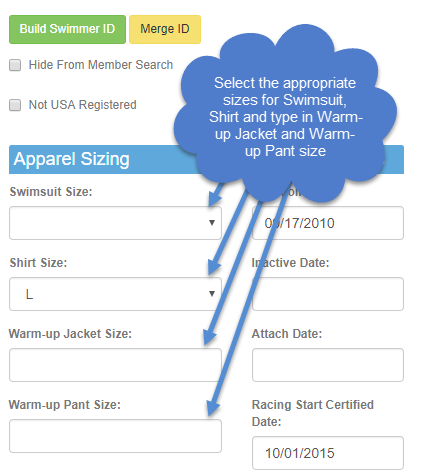 Build Swimmer ID
Merge ID
Hide From Member Search
Not USA Registered
Select the appropriate
sizes for Swimsuit,
Shirt and type in Warm-
up Jacket and Warm-
up Pant size
Apparel Sizing
Swimsuit Size:
/17/2010
Shirt Size:
Inactive Date:
L
Warm-up Jacket Size:
Attach Date:
Warm-up Pant Size:
Racing Start Certified
Date:
10/01/2015